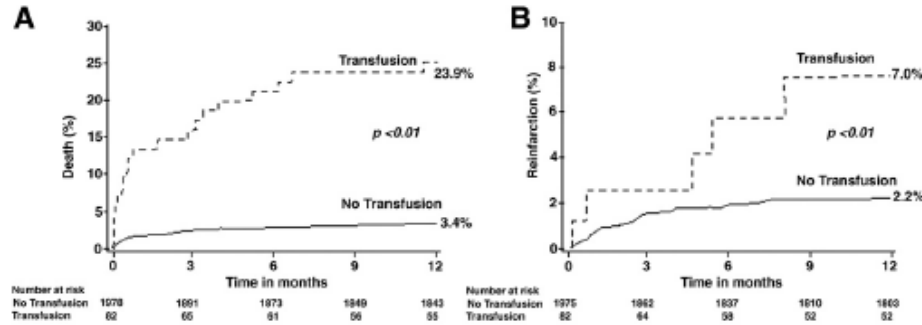 A
30
25
20
15
10
5
0
Death (%)
Transfusion
23.9%
p <0.01
No Transfusion
3.4%
0 3 6 9 12
Time in months
Number at risk
No Transfusion 1970 1891 1873 1849 1843
Transfusion 82 65 61 56 55
B
10
8
6
4
2
0
Reinfarction (%)
Transfusion
7.0%
p <0.01
No Transfusion
2.2%
0 3 6 9 12
Time in months
Number at risk
No Transfusion 1975 1862 1837 1810 1803
Transfusion 82 64 58 52 52